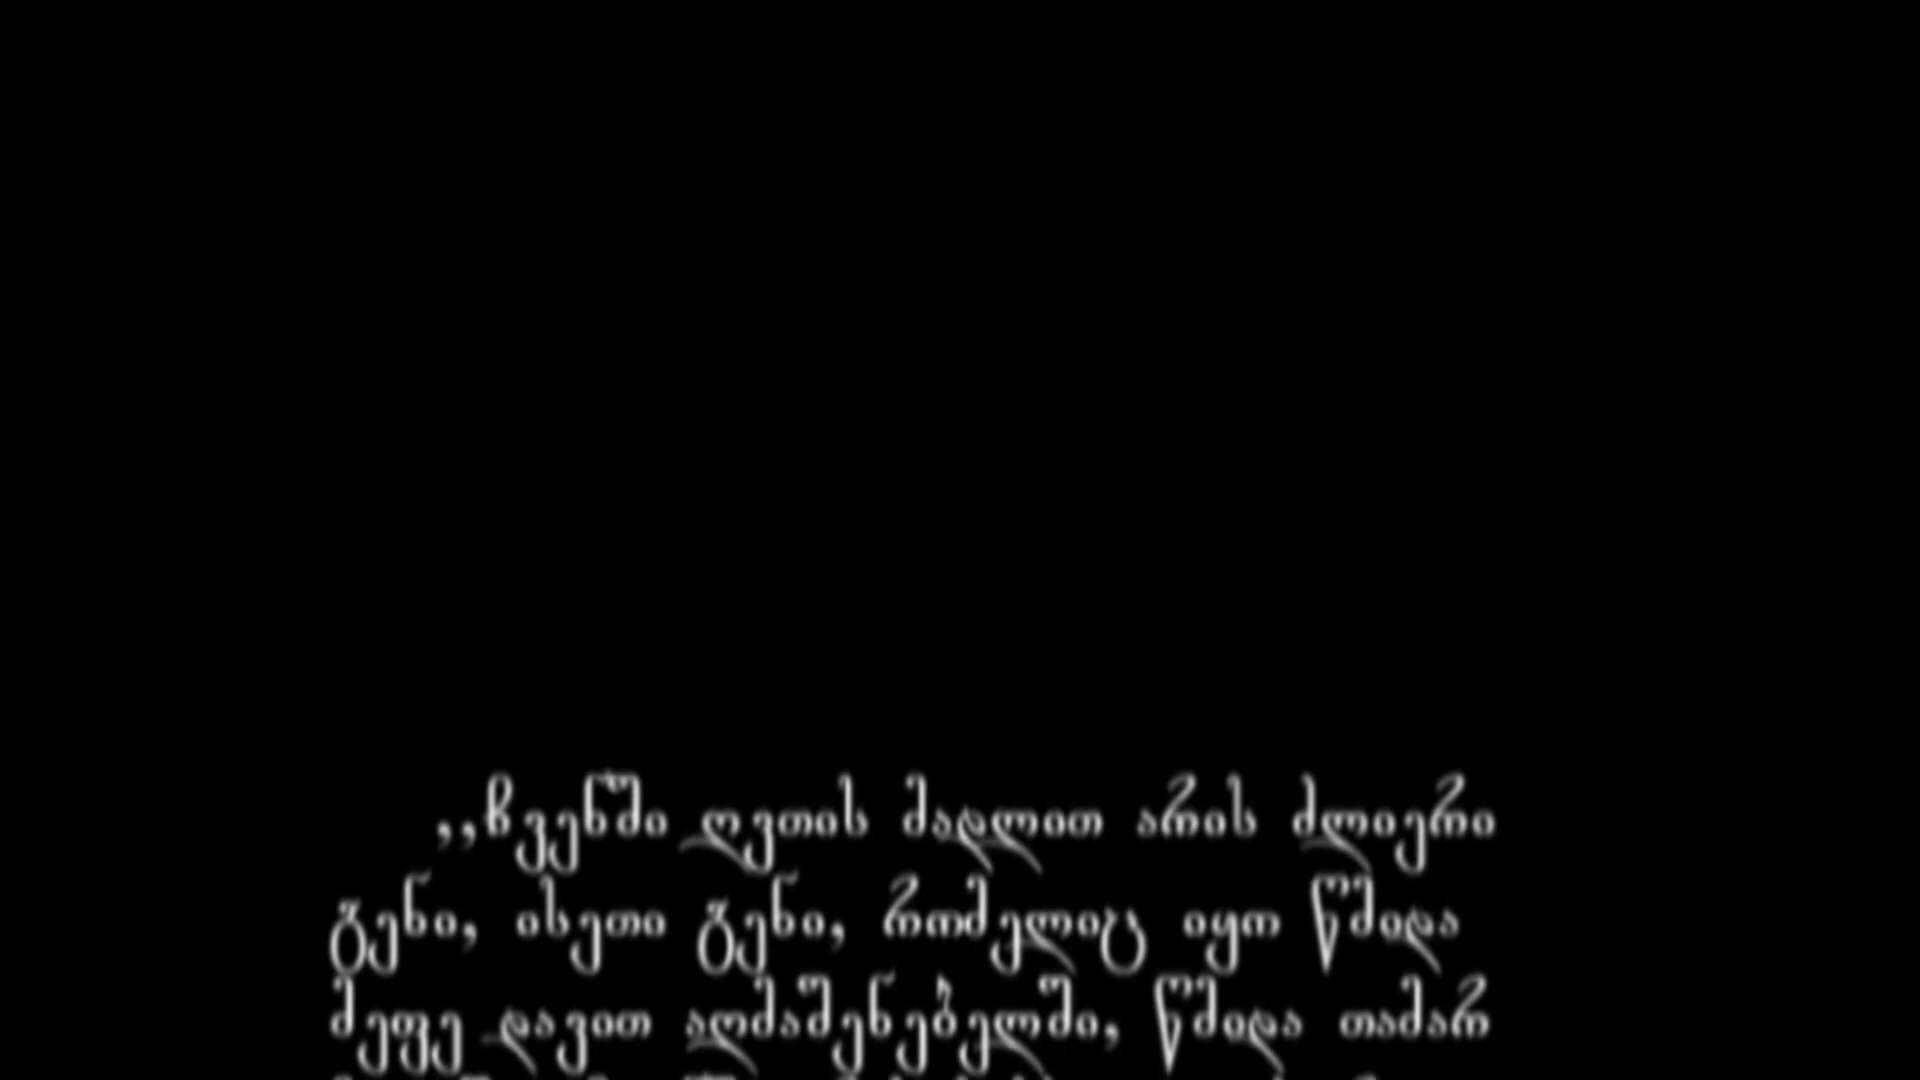 ,,ჩვენში ღვთის მადლით არის ძლიერი
გენი, ისეთი გენი, რომელიც იყო წმიდა
მეფე დავით აღმაშენებელში, წმიდა თამარ